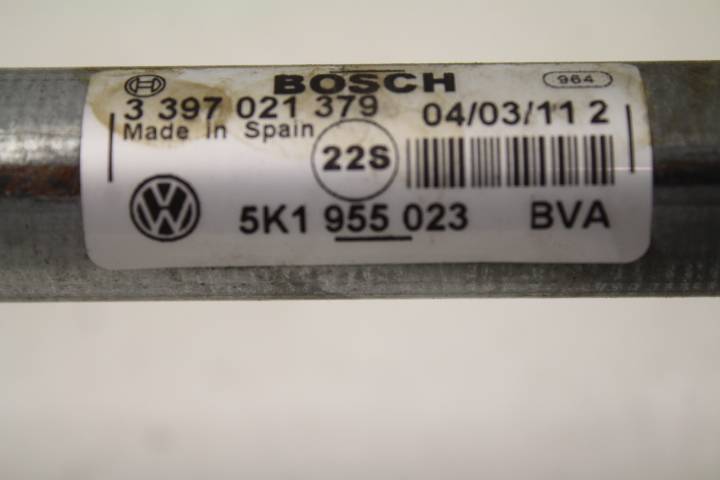 BOSCH 964
3 397 021 379 04/03/11 2
Made in Spain
22S
5K1 955 023 BVA